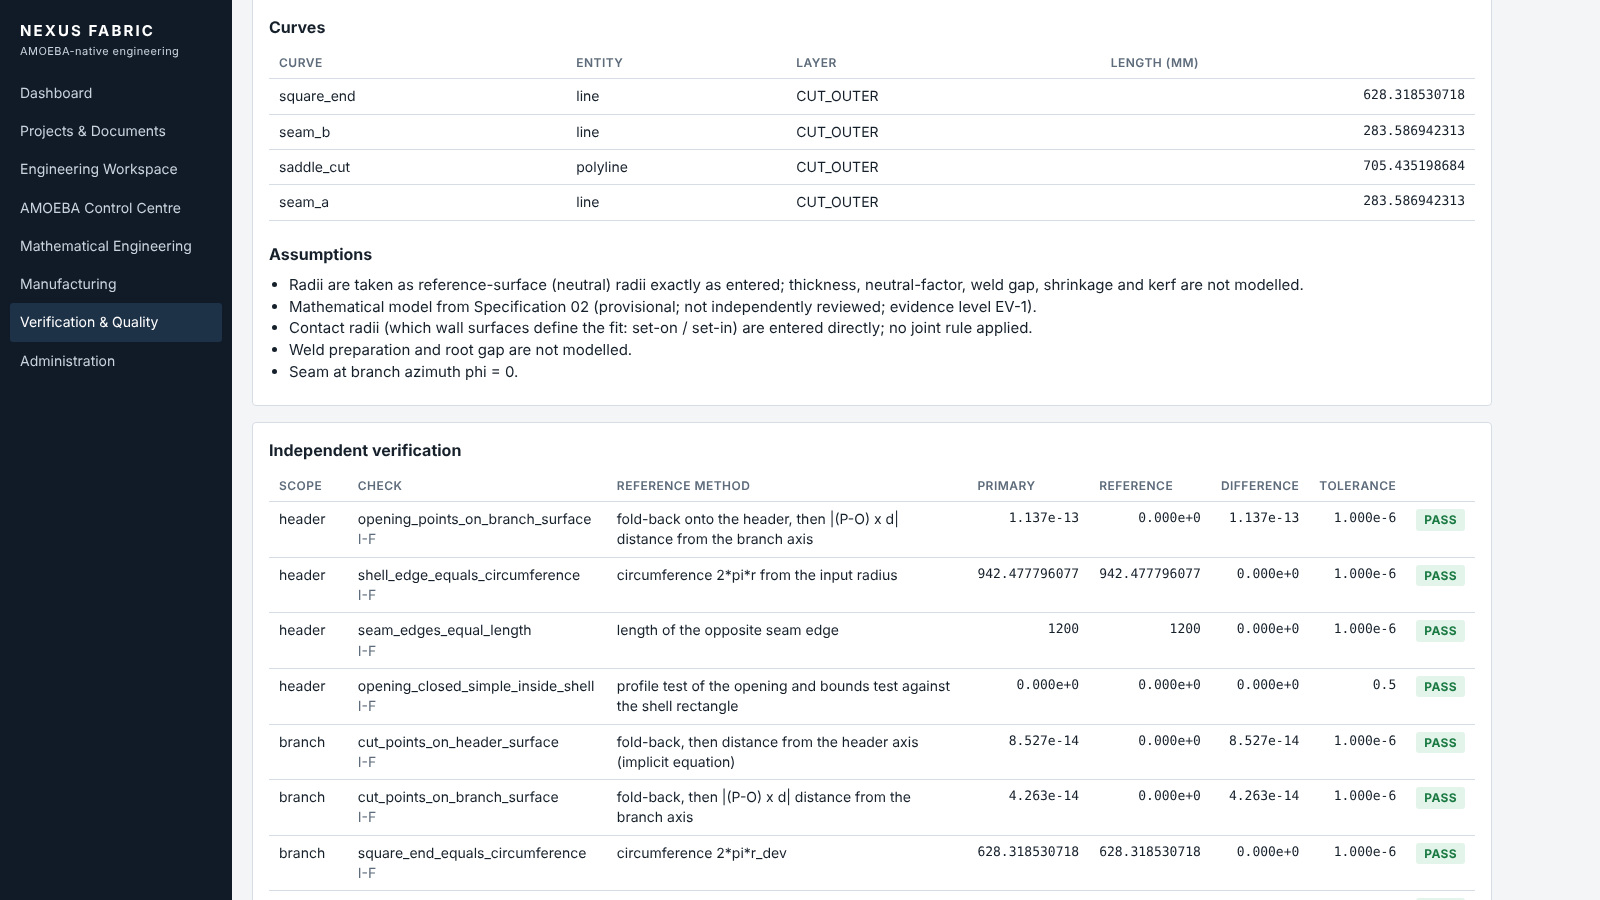 NEXUS FABRIC
AMOEBA-native engineering
Dashboard
Projects & Documents
Engineering Workspace
AMOEBA Control Centre
Mathematical Engineering
Manufacturing
Verification & Quality
Administration
Curves
CURVE ENTITY LAYER LENGTH (MM)
square_end line CUT_OUTER 628.318530718
seam_b line CUT_OUTER 283.586942313
saddle_cut polyline CUT_OUTER 705.435198684
seam_a line CUT_OUTER 283.586942313
Assumptions
• Radii are taken as reference-surface (neutral) radii exactly as entered; thickness, neutral-factor, weld gap, shrinkage and kerf are not modelled.
• Mathematical model from Specification 02 (provisional; not independently reviewed; evidence level EV-1).
• Contact radii (which wall surfaces define the fit: set-on / set-in) are entered directly; no joint rule applied.
• Weld preparation and root gap are not modelled.
• Seam at branch azimuth phi = 0.
Independent verification
SCOPE CHECK REFERENCE METHOD PRIMARY REFERENCE DIFFERENCE TOLERANCE
header opening_points_on_branch_surface fold-back onto the header, then |(P-O) x d| 1.137e-13 0.000e+0 1.137e-13 1.000e-6 PASS
I-F distance from the branch axis
header shell_edge_equals_circumference circumference 2*pi*r from the input radius 942.477796077 942.477796077 0.000e+0 1.000e-6 PASS
I-F
header seam_edges_equal_length length of the opposite seam edge 1200 1200 0.000e+0 1.000e-6 PASS
I-F
header opening_closed_simple_inside_shell profile test of the opening and bounds test against 0.000e+0 0.000e+0 0.000e+0 0.5 PASS
I-F the shell rectangle
branch cut_points_on_header_surface fold-back, then distance from the header axis 8.527e-14 0.000e+0 8.527e-14 1.000e-6 PASS
I-F (implicit equation)
branch cut_points_on_branch_surface fold-back, then |(P-O) x d| distance from the 4.263e-14 0.000e+0 4.263e-14 1.000e-6 PASS
I-F branch axis
branch square_end_equals_circumference circumference 2*pi*r_dev 628.318530718 628.318530718 0.000e+0 1.000e-6 PASS
I-F